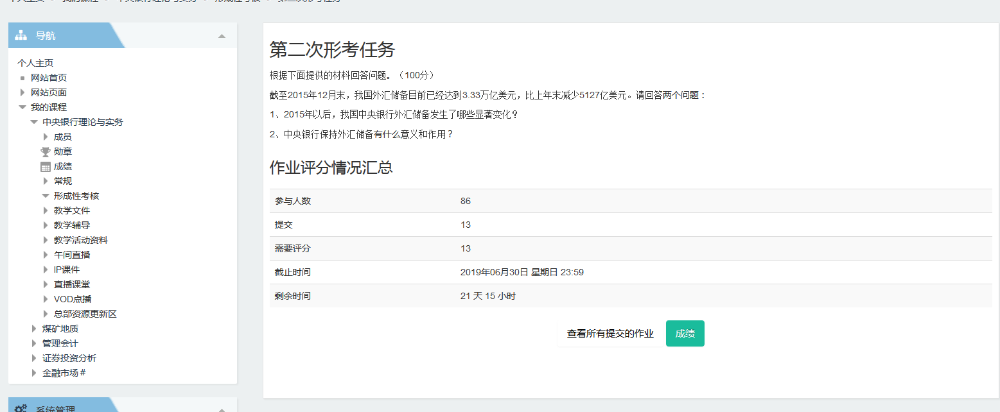 导航
个人主页
网站首页
网站页面
我的课程
中央银行理论与实务
成员
勋章
成绩
常规
形成性考核
教学文件
教学辅导
教学活动资料
午间直播
IP课件
直播课堂
VOD点播
总部资源更新区
煤矿地质
管理会计
证券投资分析
金融市场#
系统管理
第二次形考任务
根据下面提供的材料回答问题。（100分）
截至2015年12月末，我国外汇储备目前已经达到3.33万亿美元，比上年末减少5127亿美元。请回答两个问题：
1、2015年以后，我国中央银行外汇储备发生了哪些显著变化？
2、中央银行保持外汇储备有什么意义和作用？
作业评分情况汇总
参与人数 86
提交 13
需要评分 13
截止时间 2019年06月30日 星期日 23:59
剩余时间 21 天 15 小时
查看所有提交的作业 成绩